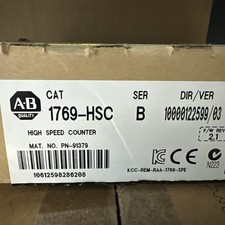 A-B
QUALITY
CAT
1769-HSC
SER
B
DIR/VER
10000122599/03
HIGH SPEED COUNTER
F/W REV
2.1
MAT. NO. PN-91379
10612598286208
KCC-REM-RAA-1769-SPE
N223